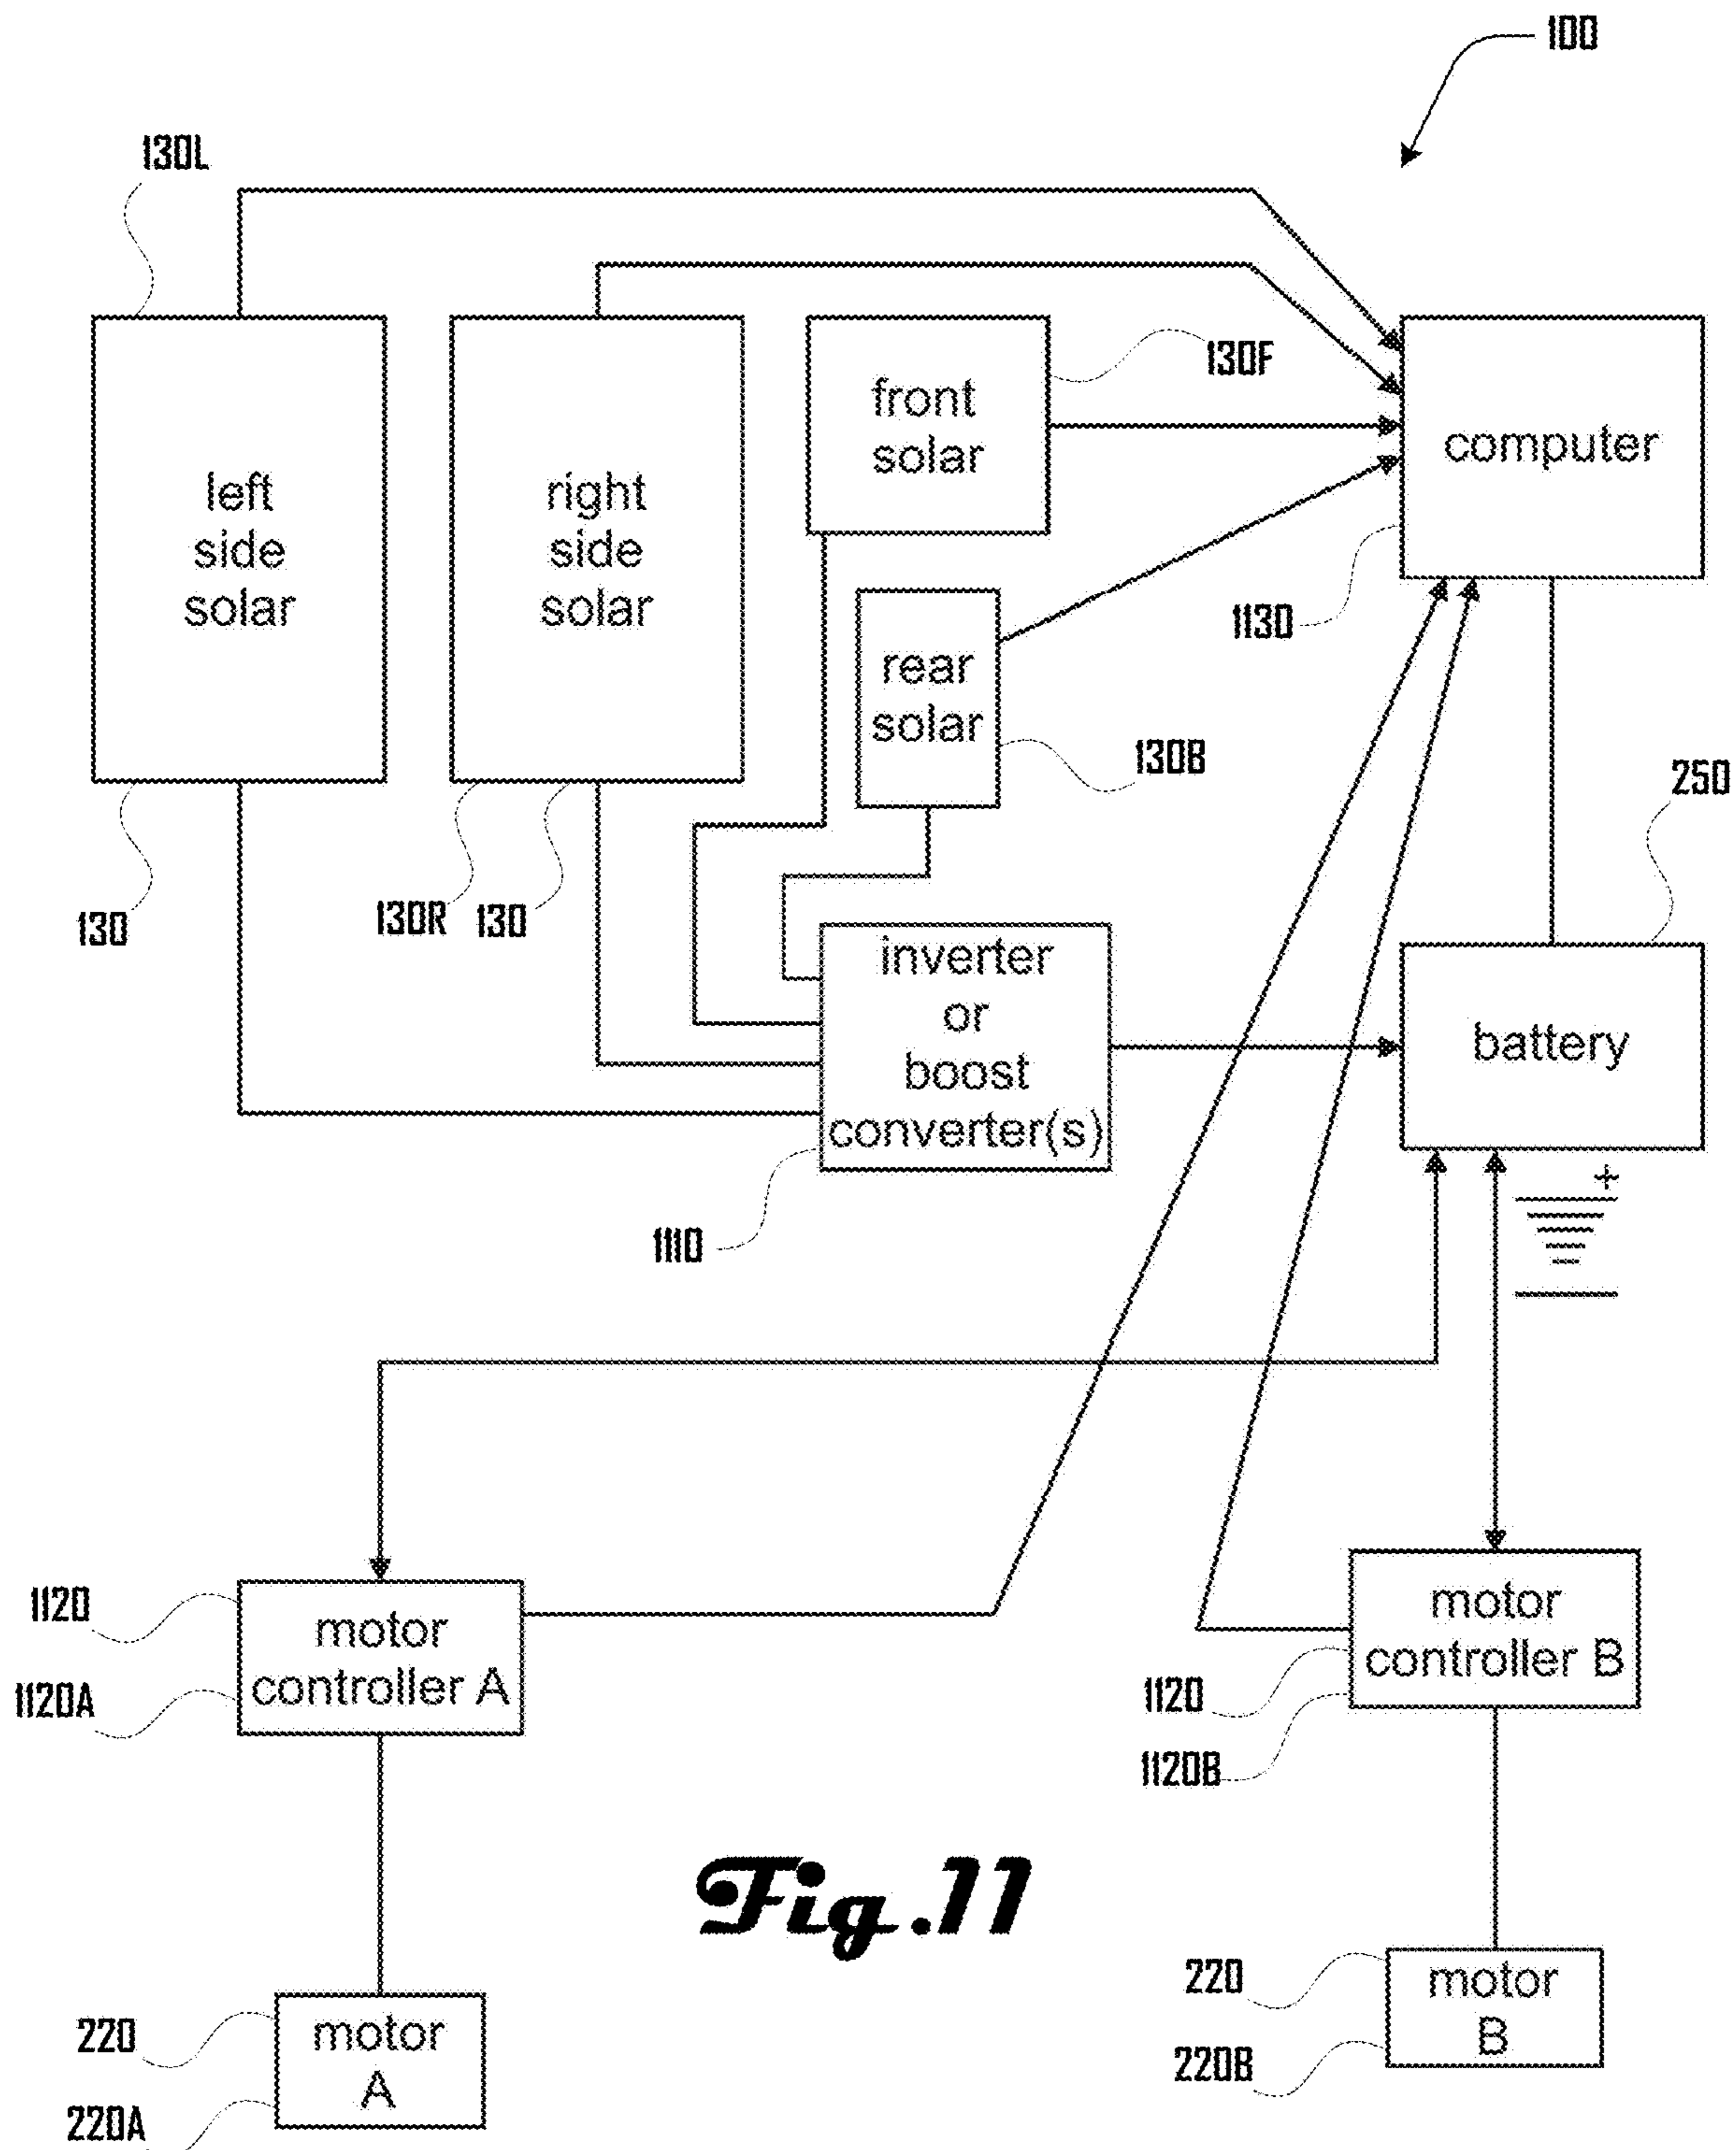 100
130L
130F
front
solar
computer
left
side
solar
right
side
solar
1130
rear
solar
130B
250
130
130R
130
inverter
or
boost
converter(s)
battery
+
1110
1120
motor
controller A
1120A
motor
controller B
1120
1120B
Fig.11
220
motor
A
220A
220
motor
B
220B